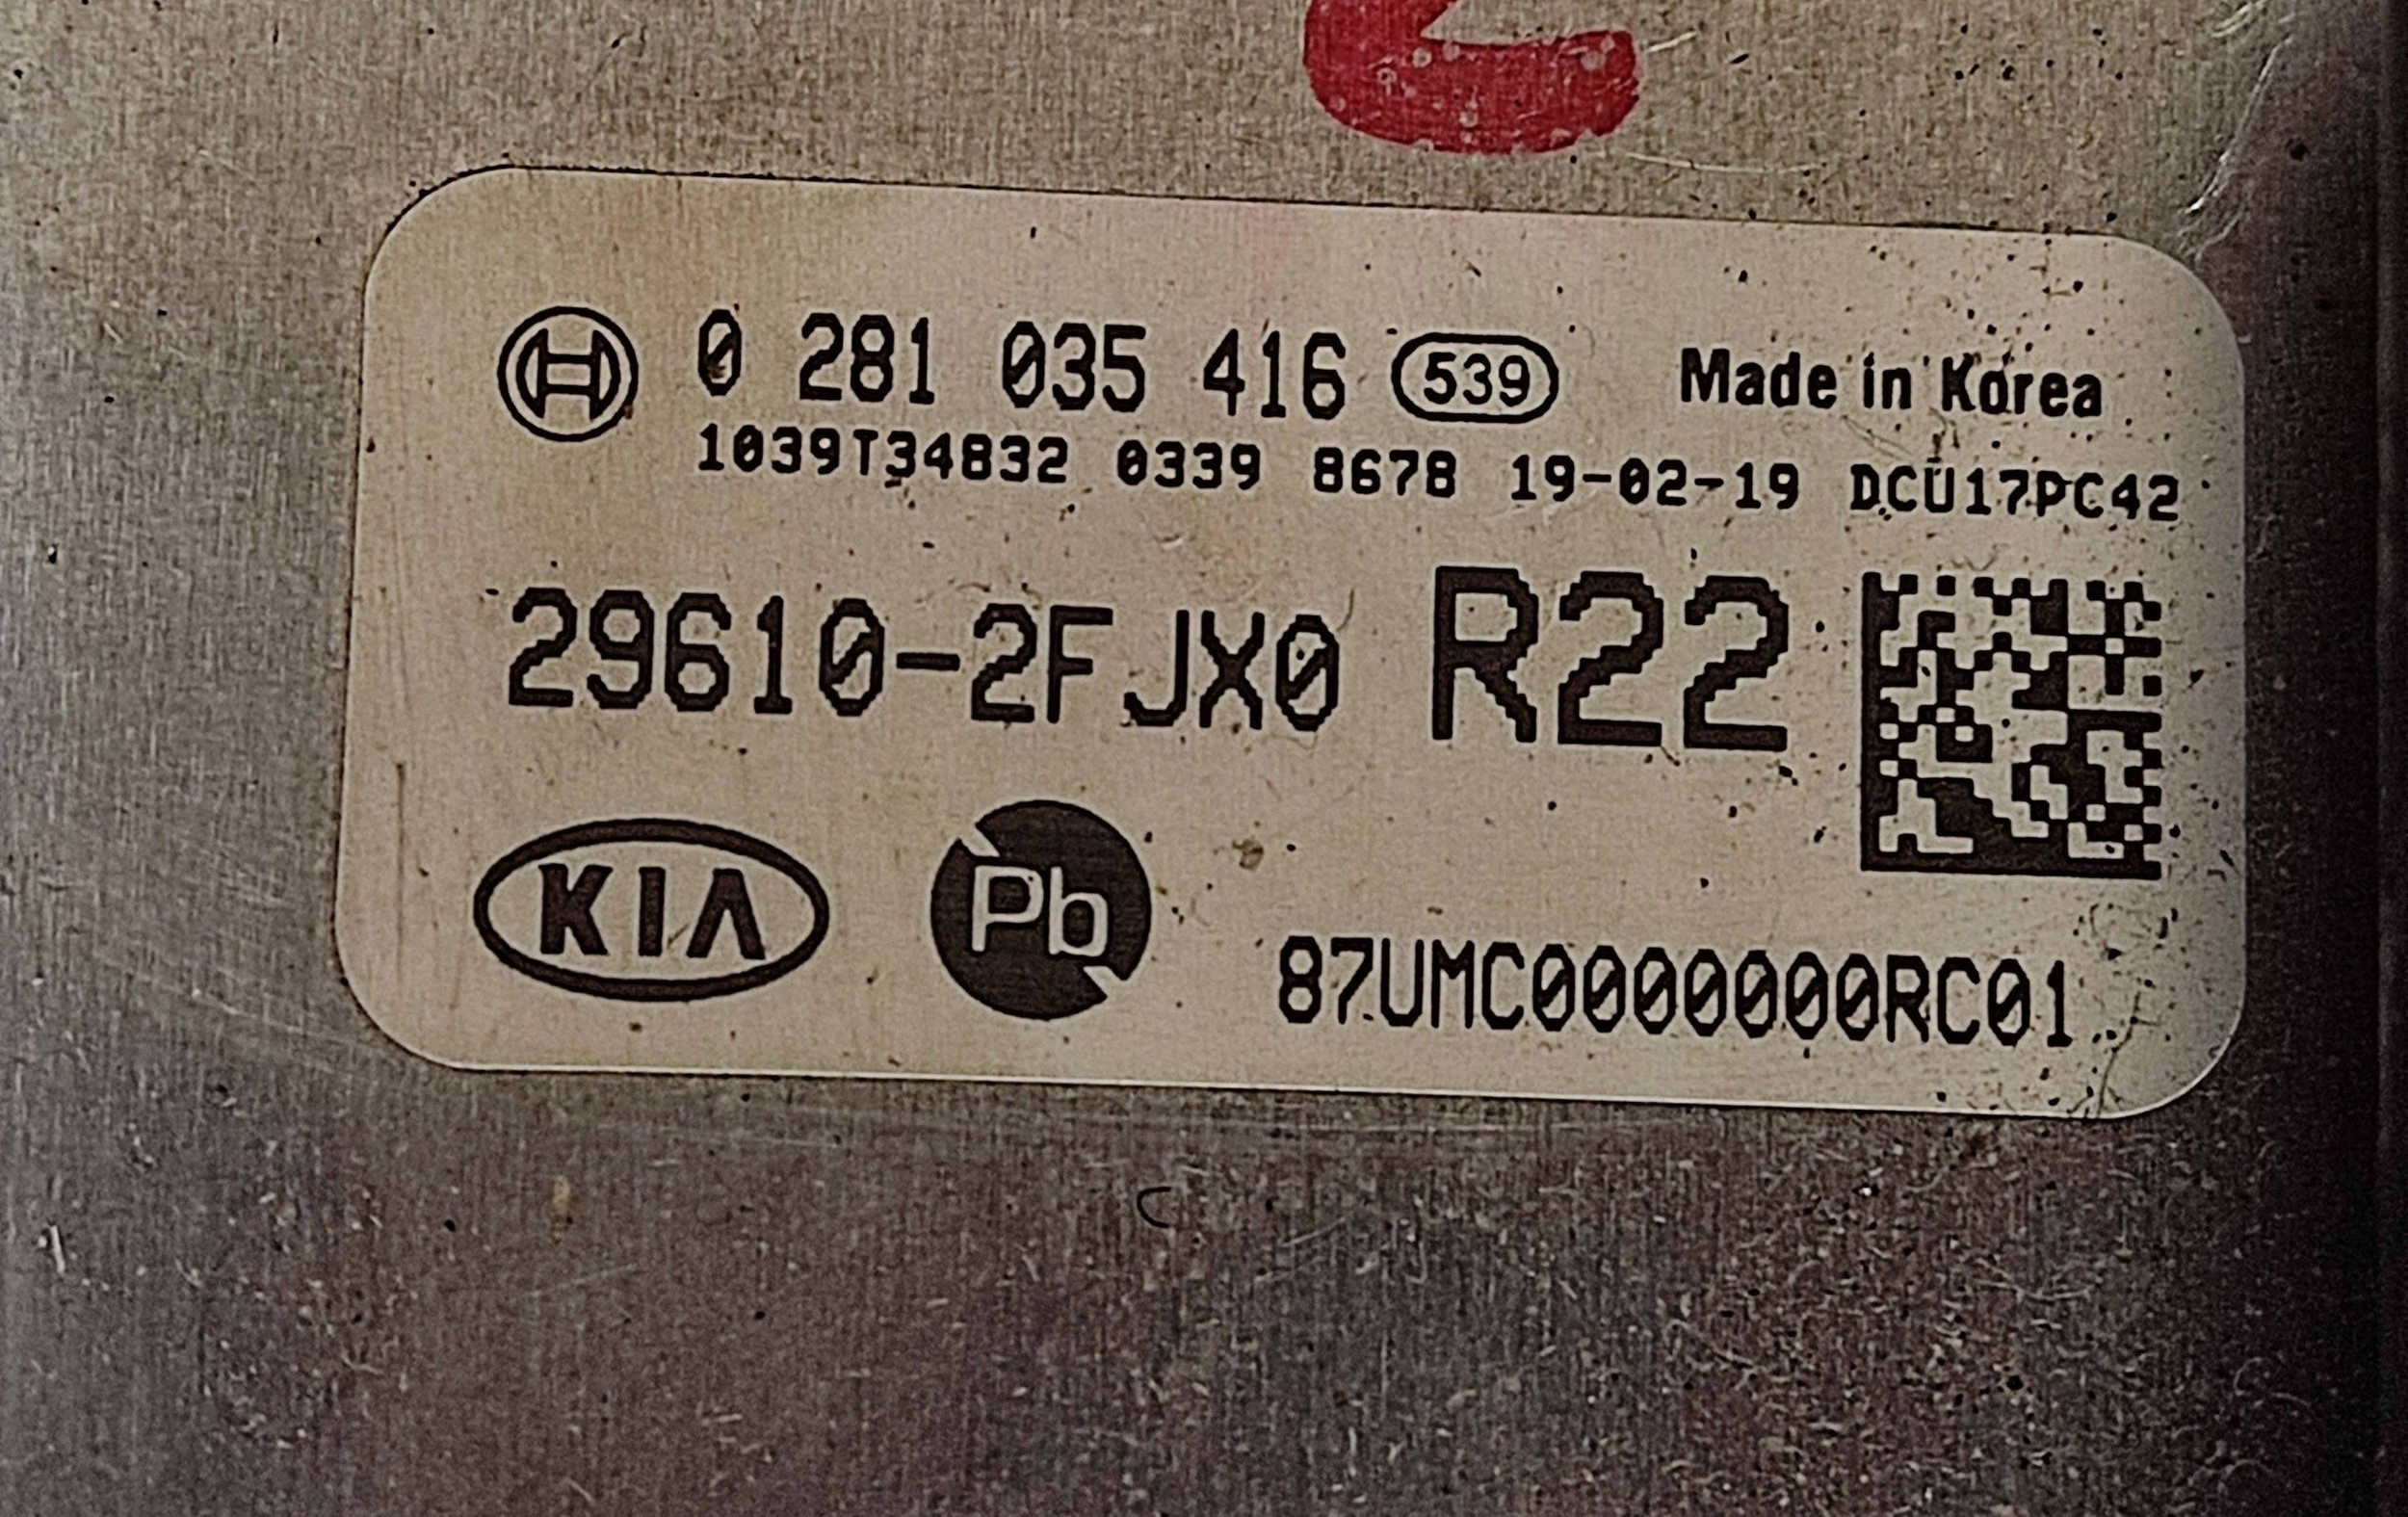 0 281 035 416 539 Made in Korea
1039T34832 0339 8678 19-02-19 DCU17PC42
29610-2FJX0 R22
KIA Pb 87UMC0000000RC01